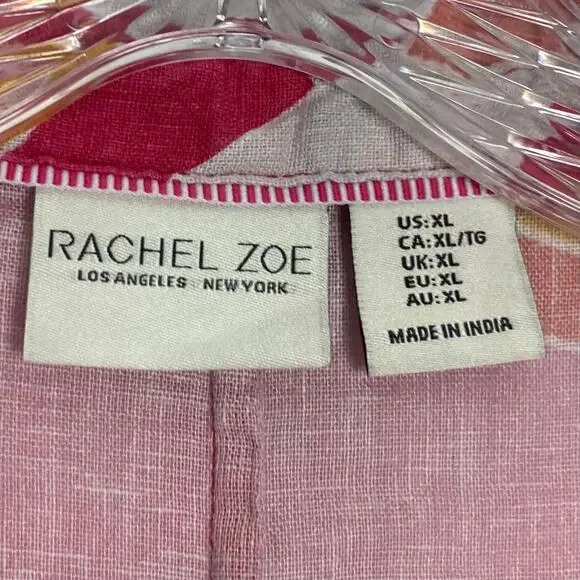 RACHEL ZOE
LOS ANGELES NEW YORK
US:XL
CA:XL/TG
UK:XL
EU:XL
AU:XL
MADE IN INDIA